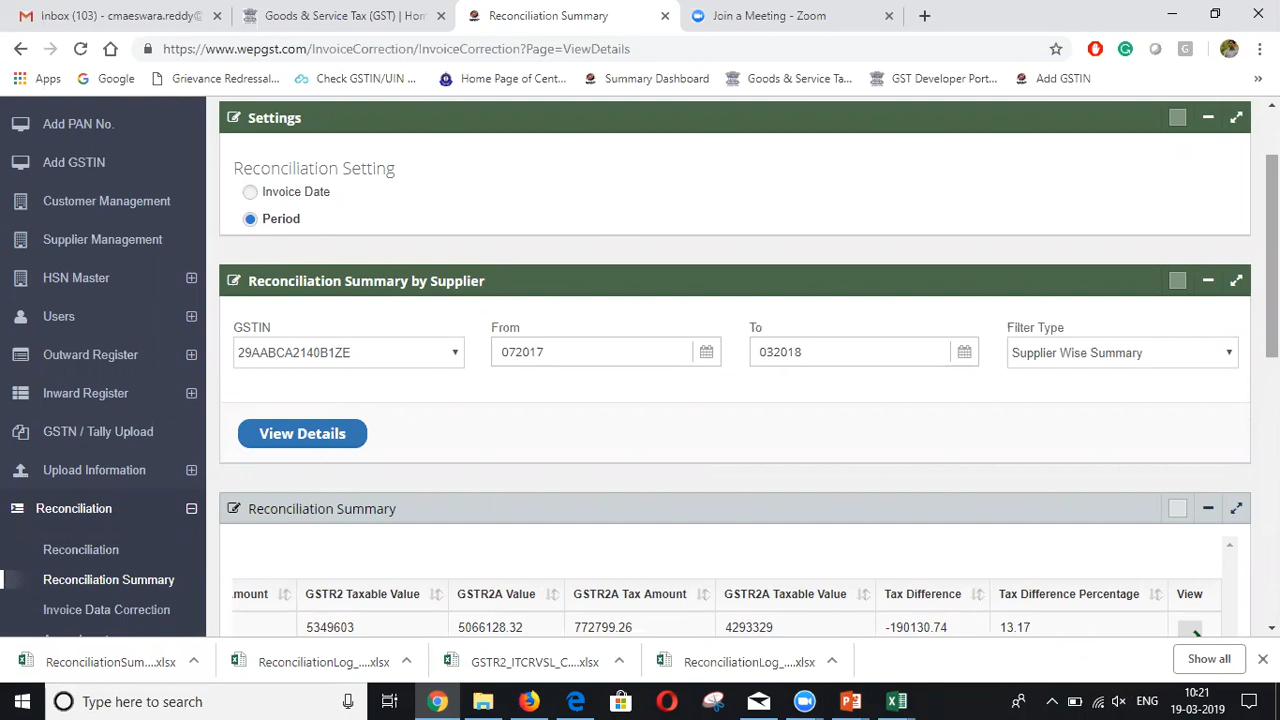 Inbox (103) - cmaeswara.reddy@
Goods & Service Tax (GST) | Hom
Reconciliation Summary
Join a Meeting - Zoom
https://www.wepgst.com/InvoiceCorrection/InvoiceCorrection?Page=ViewDetails
Apps
Google
Grievance Redressal...
Check GSTIN/UIN ...
Home Page of Cent...
Summary Dashboard
Goods & Service Ta...
GST Developer Port...
Add GSTIN
»
Add PAN No.
Add GSTIN
Customer Management
Supplier Management
HSN Master
Users
Outward Register
Inward Register
GSTN / Tally Upload
Upload Information
Reconciliation
Reconciliation
Reconciliation Summary
Invoice Data Correction
Settings
Reconciliation Setting
Invoice Date
Period
Reconciliation Summary by Supplier
GSTIN
From
To
Filter Type
29AABCA2140B1ZE
072017
032018
Supplier Wise Summary
View Details
Reconciliation Summary
Amount
GSTR2 Taxable Value
GSTR2A Value
GSTR2A Tax Amount
GSTR2A Taxable Value
Tax Difference
Tax Difference Percentage
View
5349603
5066128.32
772799.26
4293329
-190130.74
13.17
ReconciliationSum....xlsx
ReconciliationLog_....xlsx
GSTR2_ITCRVSL_C....xlsx
ReconciliationLog_....xlsx
Show all
Type here to search
ENG
10:21
19-03-2019